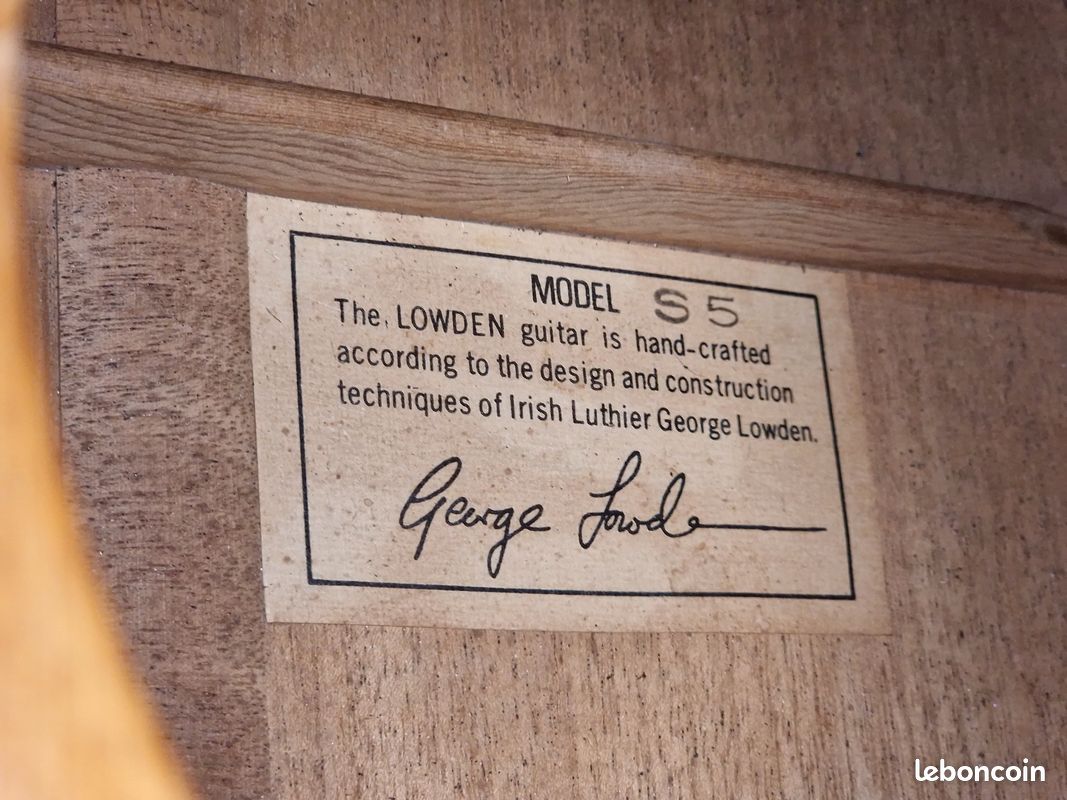 MODEL S5
The LOWDEN guitar is hand-crafted
according to the design and construction
techniques of Irish Luthier George Lowden.
George Lowden
leboncoin